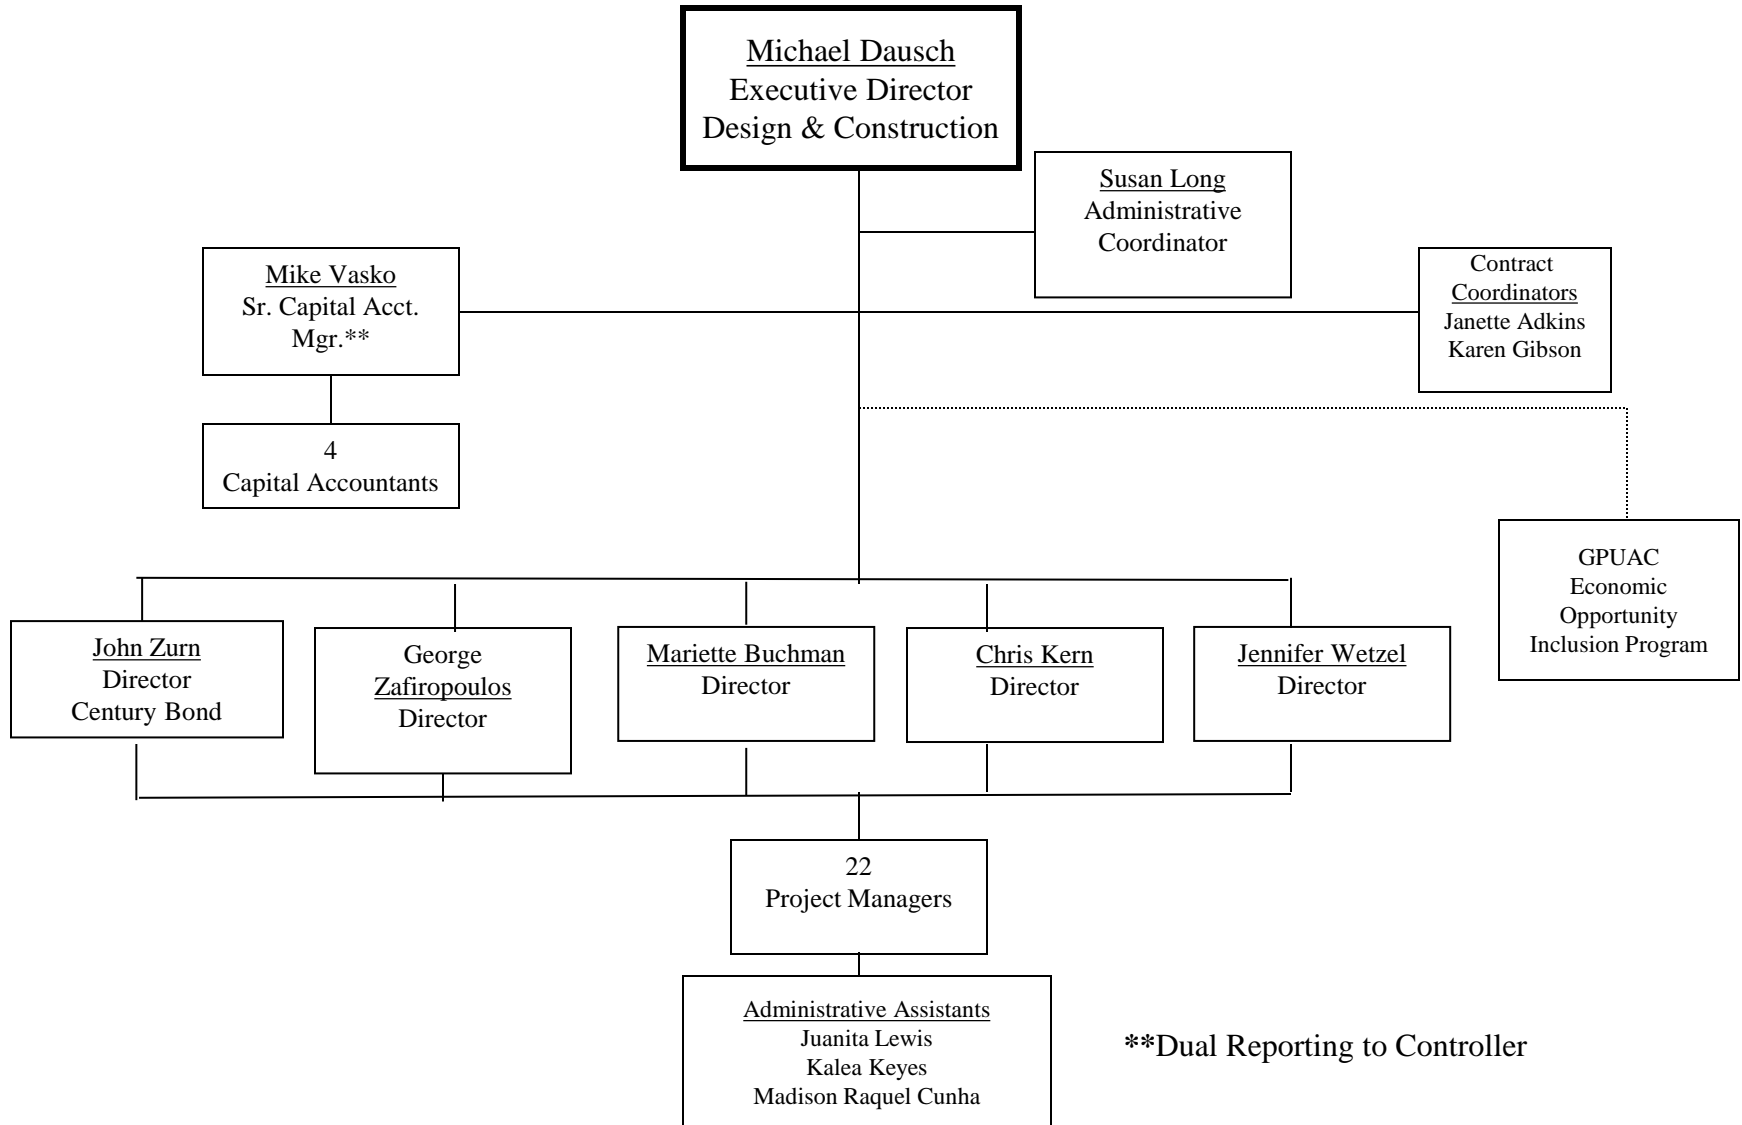 Michael Dausch
Executive Director
Design & Construction
Susan Long
Administrative
Coordinator
Mike Vasko
Sr. Capital Acct.
Mgr.**
Contract
Coordinators
Janette Adkins
Karen Gibson
4
Capital Accountants
GPUAC
Economic
Opportunity
Inclusion Program
John Zurn
Director
Century Bond
George
Zafiropoulos
Director
Mariette Buchman
Director
Chris Kern
Director
Jennifer Wetzel
Director
22
Project Managers
Administrative Assistants
Juanita Lewis
Kalea Keyes
Madison Raquel Cunha
**Dual Reporting to Controller